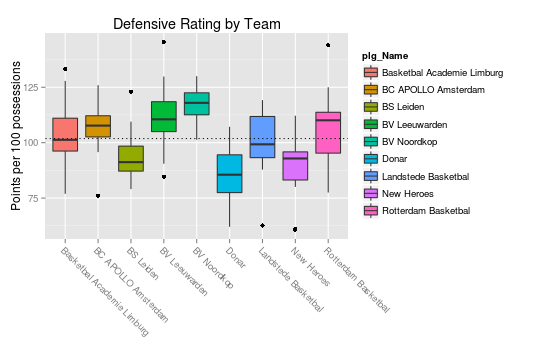 Defensive Rating by Team
Points per 100 possessions
125
100
75
Basketbal Academie Limburg
BC APOLLO Amsterdam
BS Leiden
BV Leeuwarden
BV Noordkop
Donar
Landstede Basketbal
New Heroes
Rotterdam Basketbal
plg_Name
Basketbal Academie Limburg
BC APOLLO Amsterdam
BS Leiden
BV Leeuwarden
BV Noordkop
Donar
Landstede Basketbal
New Heroes
Rotterdam Basketbal